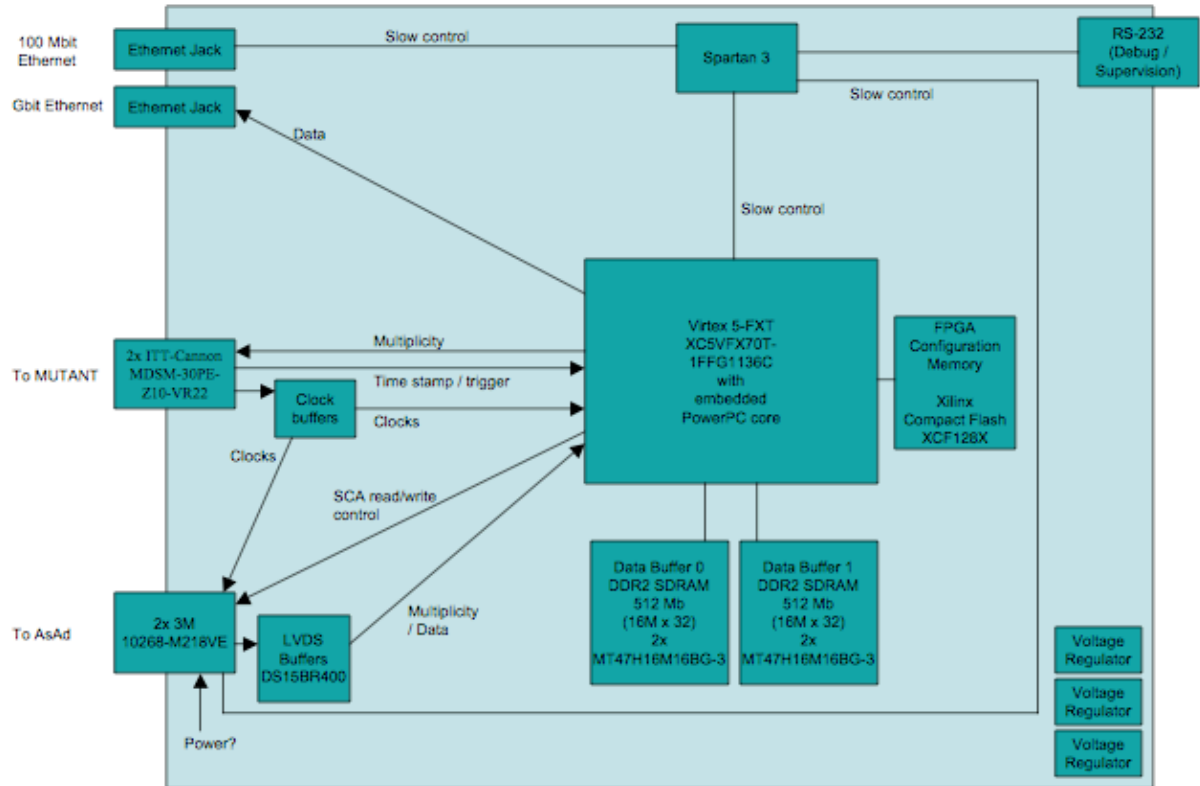 100 Mbit
Ethernet
Ethernet Jack
Slow control
Spartan 3
RS-232
(Debug /
Supervision)
Gbit Ethernet
Ethernet Jack
Slow control
Data
Slow control
To MUTANT
2x ITT-Cannon
MDSM-30PE-
Z10-VR22
Multiplicity
Time stamp / trigger
Clock
buffers
Clocks
Clocks
Virtex 5-FXT
XC5VFX70T-
1FFG1136C
with
embedded
PowerPC core
FPGA
Configuration
Memory
Xilinx
Compact Flash
XCF128X
SCA read/write
control
To AsAd
2x 3M
10268-M218VE
LVDS
Buffers
DS15BR400
Multiplicity
/ Data
Data Buffer 0
DDR2 SDRAM
512 Mb
(16M x 32)
2x
MT47H16M16BG-3
Data Buffer 1
DDR2 SDRAM
512 Mb
(16M x 32)
2x
MT47H16M16BG-3
Power?
Voltage
Regulator
Voltage
Regulator
Voltage
Regulator